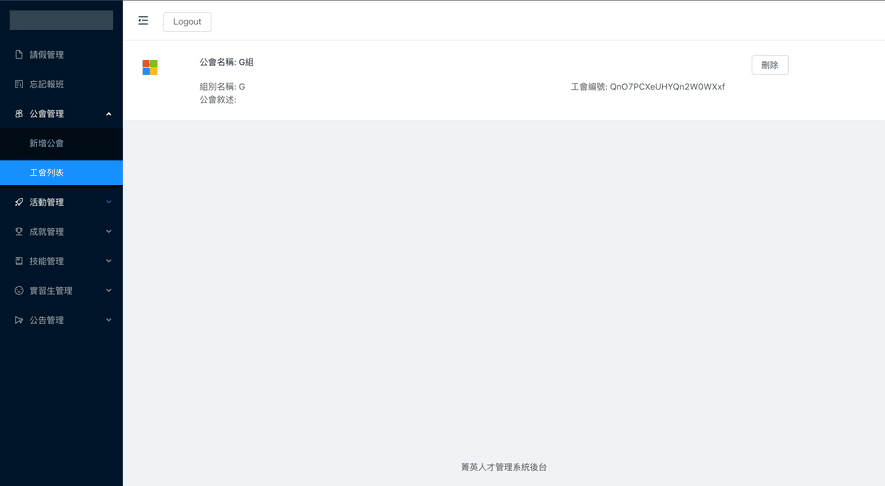 Logout
請假管理
忘記報班
公會管理
新增公會
工會列表
活動管理
成就管理
技能管理
實習生管理
公告管理
公會名稱: G組
刪除
組別名稱: G
工會編號: QnO7PCXeUHYQn2W0WXxf
公會敘述:
菁英人才管理系統後台